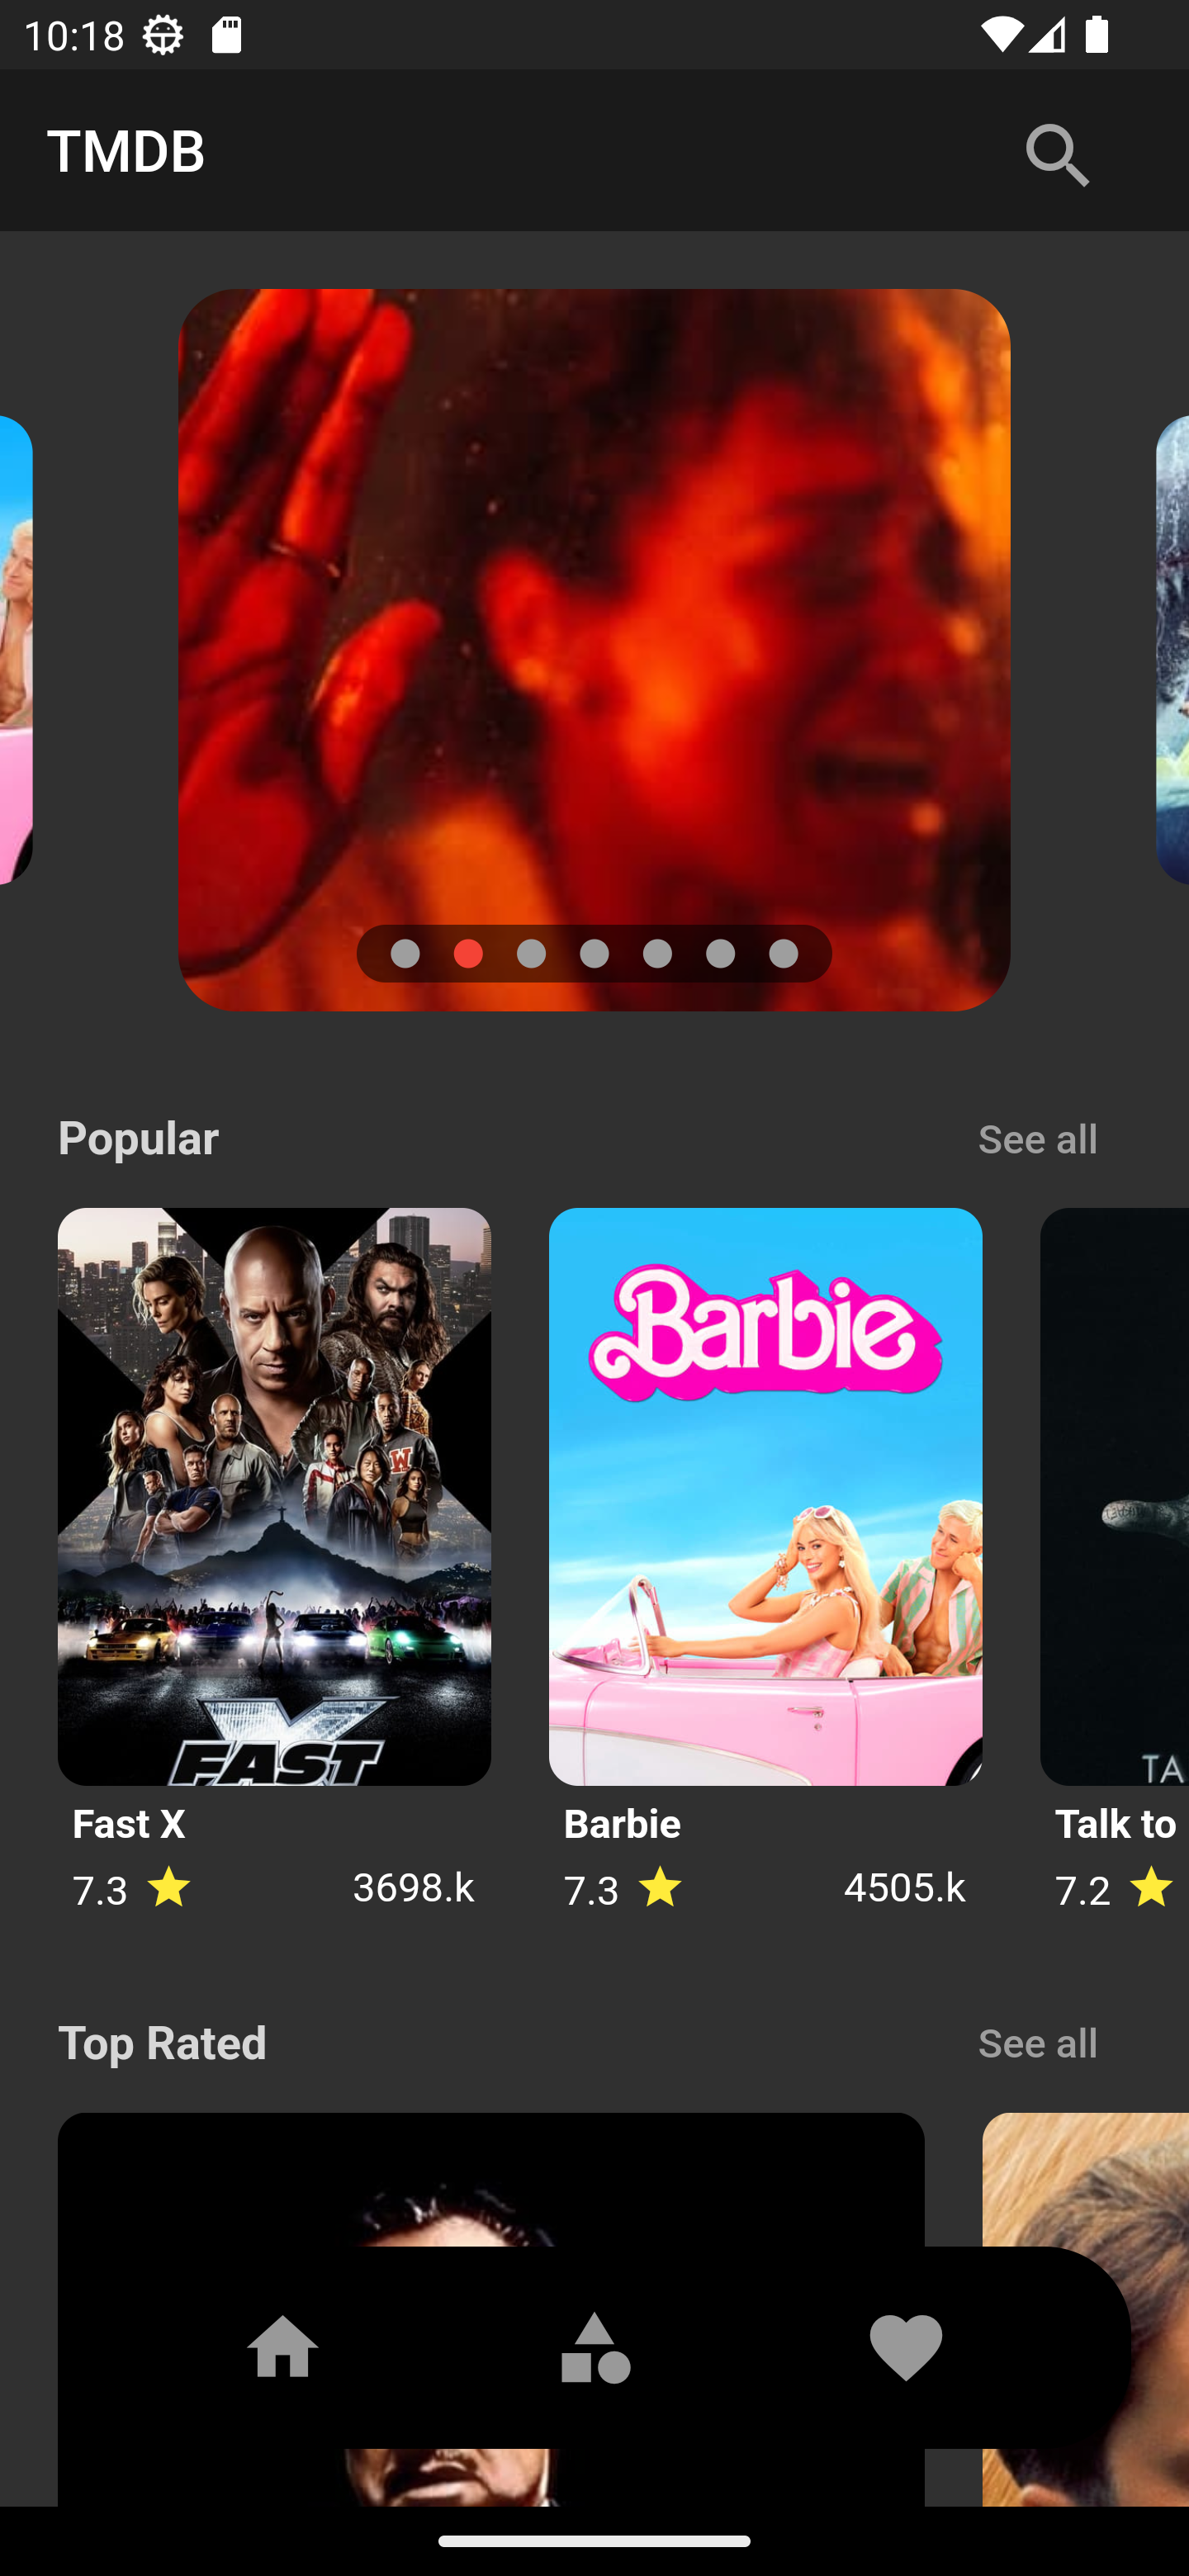 10:18
TMDB
Popular See all
Barbie
W
FAST
TA
Fast X Barbie Talk to
7.3 3698.k 7.3 4505.k 7.2
Top Rated See all